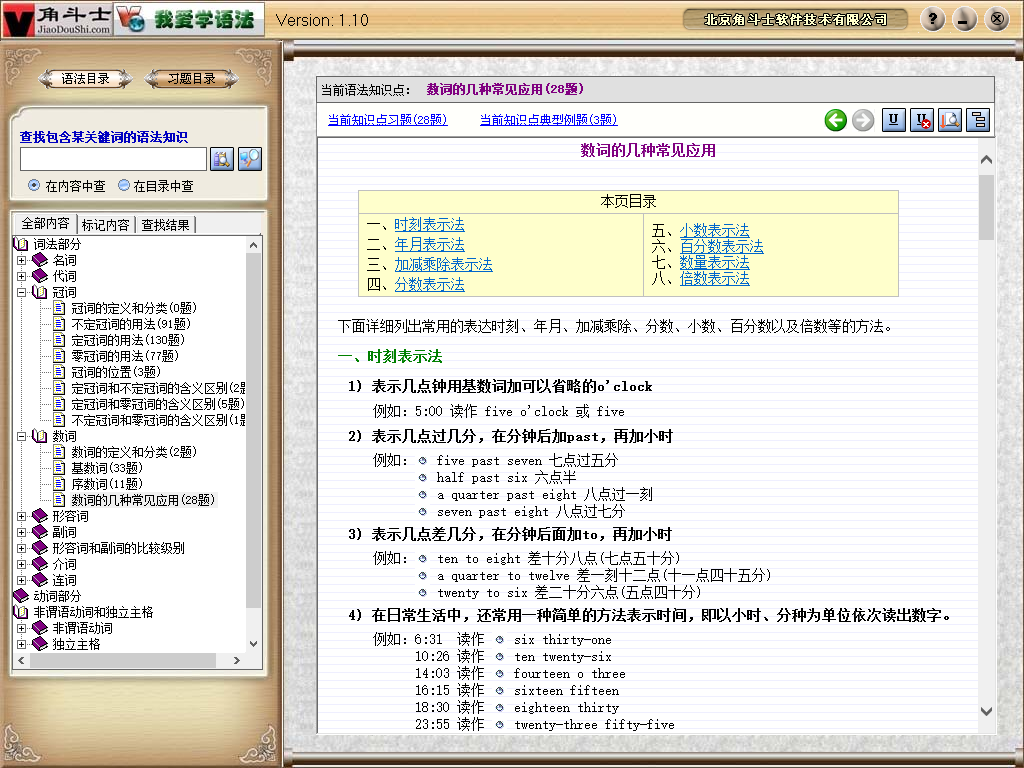 角斗士
JiaoDouShi.com
我爱学语法
Version: 1.10
北京角斗士软件技术有限公司
语法目录
习题目录
查找包含某关键词的语法知识
在内容中查
在目录中查
全部内容
标记内容
查找结果
词法部分
名词
代词
冠词
冠词的定义和分类(0题)
不定冠词的用法(91题)
定冠词的用法(130题)
零冠词的用法(77题)
冠词的位置(3题)
定冠词和不定冠词的含义区别(2题
定冠词和零冠词的含义区别(5题)
不定冠词和零冠词的含义区别(1题
数词
数词的定义和分类(2题)
基数词(33题)
序数词(11题)
数词的几种常见应用(28题)
形容词
副词
形容词和副词的比较级别
介词
连词
动词部分
非谓语动词和独立主格
非谓语动词
独立主格
当前语法知识点： 数词的几种常见应用(28题)
当前知识点习题(28题) 当前知识点典型例题(3题)
数词的几种常见应用
本页目录
一、时刻表示法
二、年月表示法
三、加减乘除表示法
四、分数表示法
五、小数表示法
六、百分数表示法
七、数量表示法
八、倍数表示法
下面详细列出常用的表达时刻、年月、加减乘除、分数、小数、百分数以及倍数等的方法。
一、时刻表示法
1) 表示几点钟用基数词加可以省略的o'clock
例如：5:00 读作 five o'clock 或 five
2) 表示几点过几分，在分钟后加past，再加小时
例如： five past seven 七点过五分
half past six 六点半
a quarter past eight 八点过一刻
seven past eight 八点过七分
3) 表示几点差几分，在分钟后面加to，再加小时
例如： ten to eight 差十分八点(七点五十分)
a quarter to twelve 差一刻十二点(十一点四十五分)
twenty to six 差二十分六点(五点四十分)
4) 在日常生活中，还常用一种简单的方法表示时间，即以小时、分种为单位依次读出数字。
例如：6:31 读作 six thirty-one
10:26 读作 ten twenty-six
14:03 读作 fourteen o three
16:15 读作 sixteen fifteen
18:30 读作 eighteen thirty
23:55 读作 twenty-three fifty-five